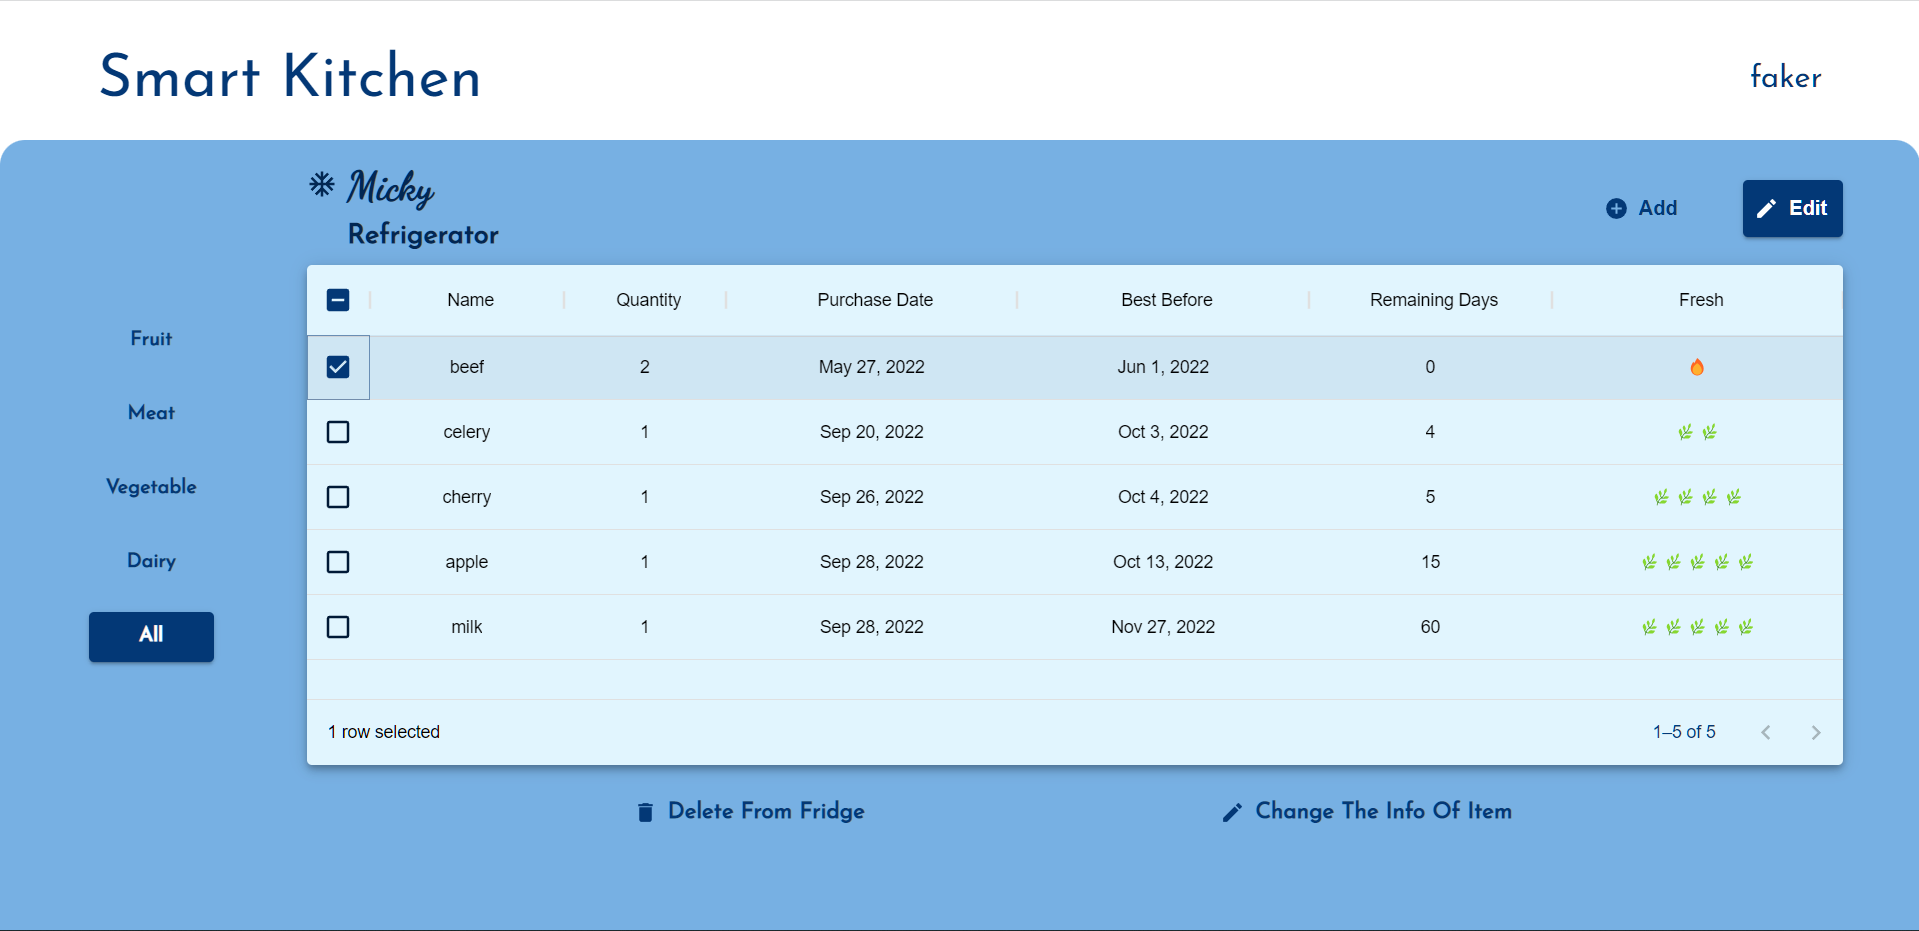 Smart Kitchen
faker
Micky
Refrigerator
Add
Edit
Fruit
Meat
Vegetable
Dairy
All
Name Quantity Purchase Date Best Before Remaining Days Fresh
beef 2 May 27, 2022 Jun 1, 2022 0
celery 1 Sep 20, 2022 Oct 3, 2022 4
cherry 1 Sep 26, 2022 Oct 4, 2022 5
apple 1 Sep 28, 2022 Oct 13, 2022 15
milk 1 Sep 28, 2022 Nov 27, 2022 60
1 row selected
1–5 of 5
Delete From Fridge
Change The Info Of Item